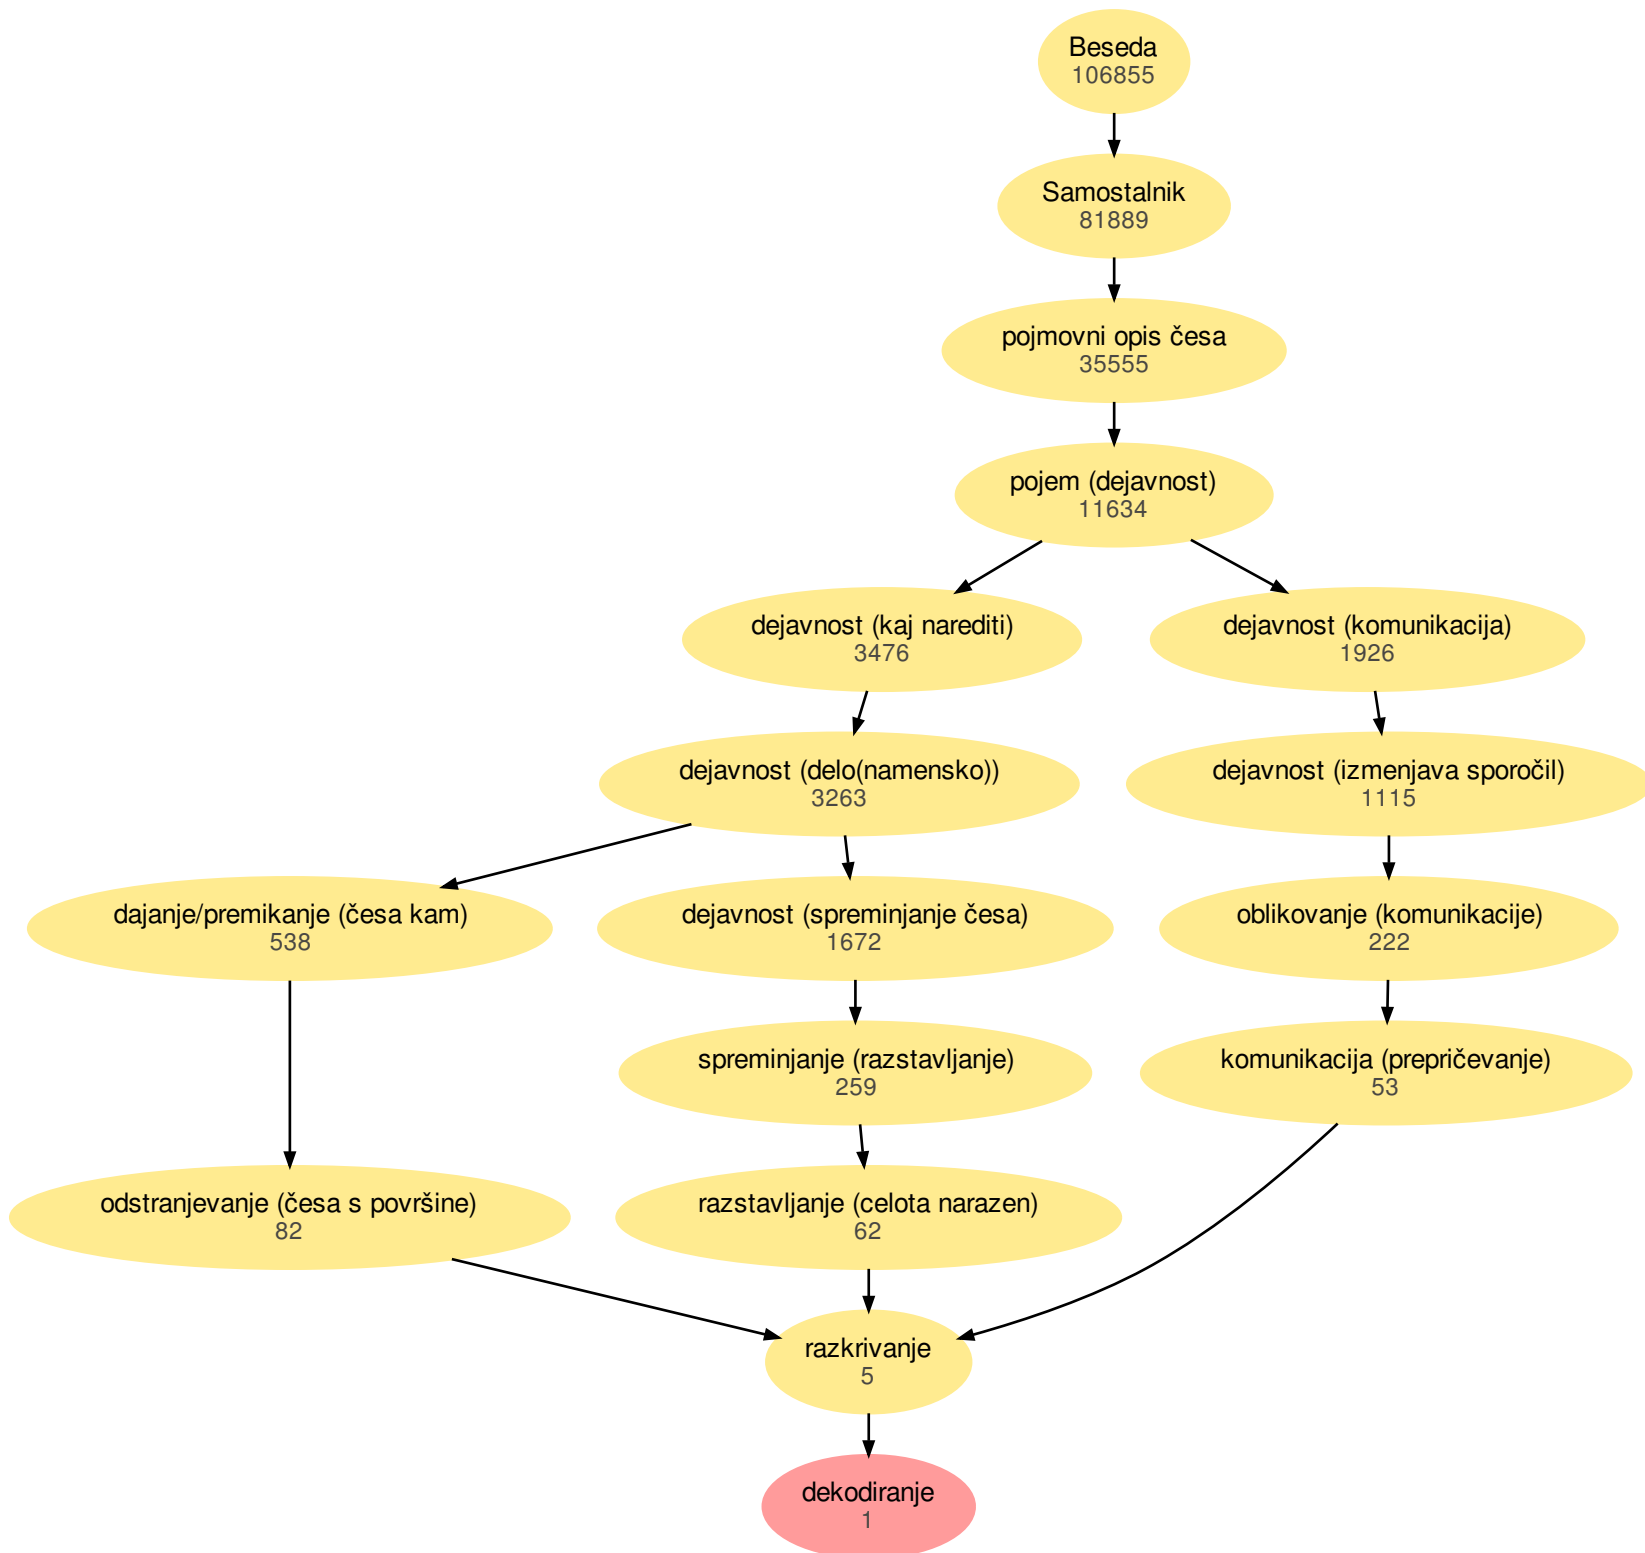 Beseda
106855
Samostalnik
81889
pojmovni opis česa
35555
pojem (dejavnost)
11634
dejavnost (kaj narediti)
3476
dejavnost (komunikacija)
1926
dejavnost (delo(namensko))
3263
dejavnost (izmenjava sporočil)
1115
dajanje/premikanje (česa kam)
538
dejavnost (spreminjanje česa)
1672
oblikovanje (komunikacije)
222
spreminjanje (razstavljanje)
259
komunikacija (prepričevanje)
53
odstranjevanje (česa s površine)
82
razstavljanje (celota narazen)
62
razkrivanje
5
dekodiranje
1